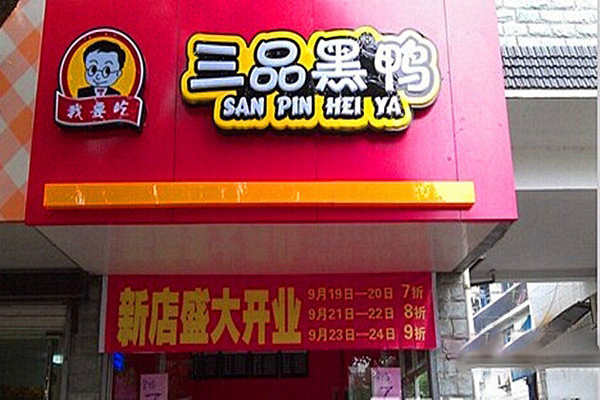 三品黑鸭
SAN PIN HEI YA
我要吃
新店盛大开业
9月19日—20日 7折
9月21日—22日 8折
9月23日—24日 9折